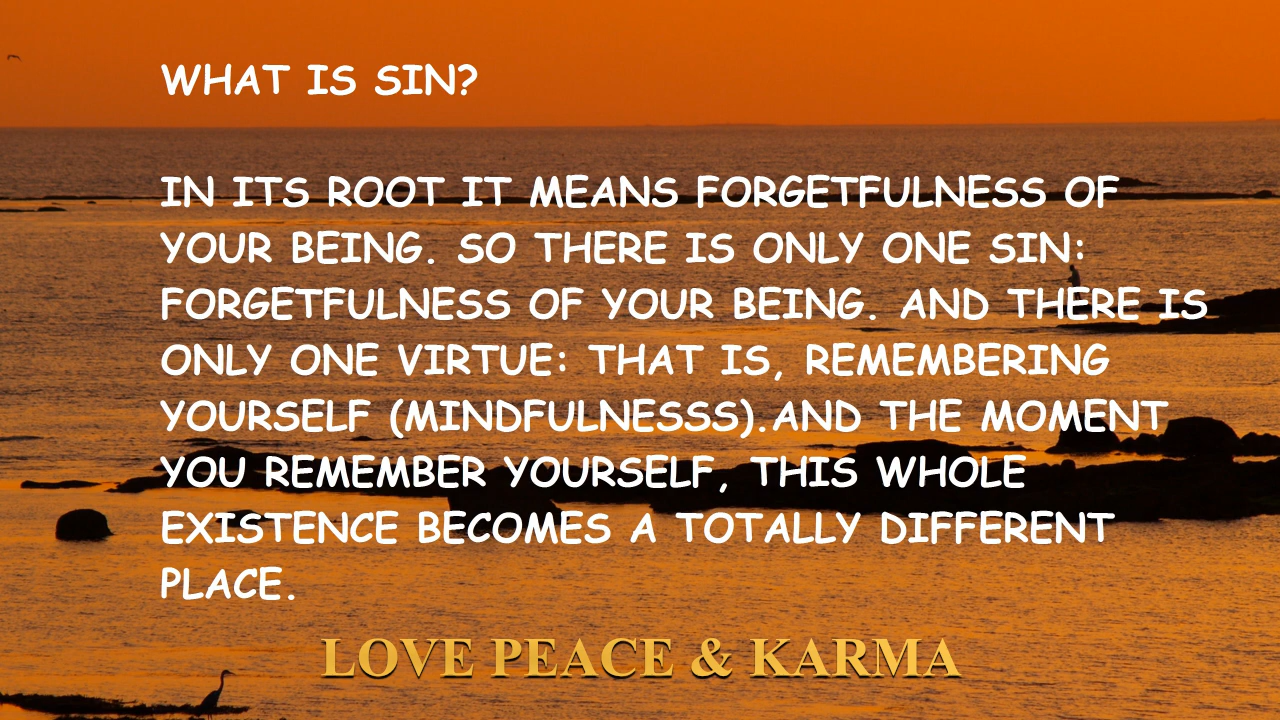 WHAT IS SIN?
IN ITS ROOT IT MEANS FORGETFULNESS OF
YOUR BEING. SO THERE IS ONLY ONE SIN:
FORGETFULNESS OF YOUR BEING. AND THERE IS
ONLY ONE VIRTUE: THAT IS, REMEMBERING
YOURSELF (MINDFULNESSS).AND THE MOMENT
YOU REMEMBER YOURSELF, THIS WHOLE
EXISTENCE BECOMES A TOTALLY DIFFERENT
PLACE.
LOVE PEACE & KARMA